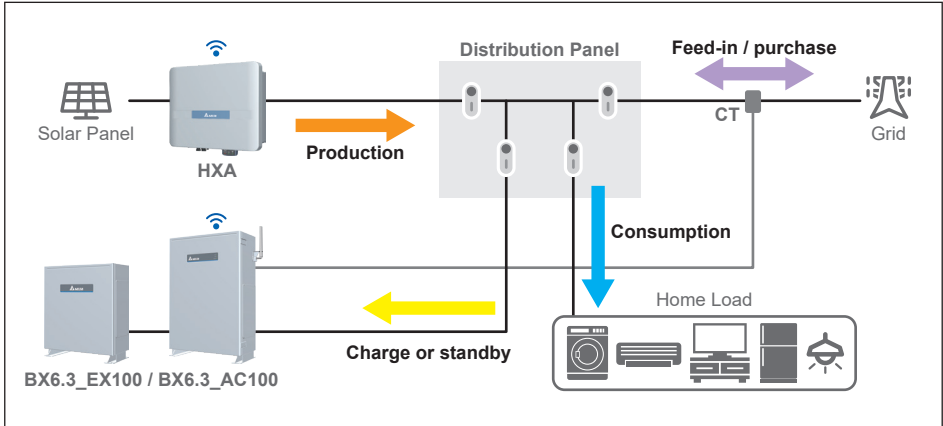 Distribution Panel
Feed-in / purchase
Solar Panel
CT
Grid
Production
HXA
Consumption
Home Load
Charge or standby
BX6.3_EX100 / BX6.3_AC100